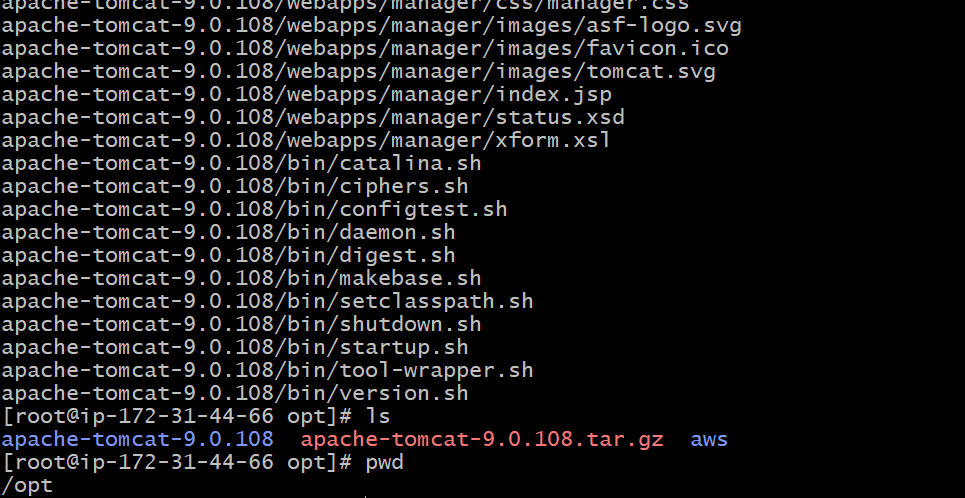 apache-tomcat-9.0.108/webapps/manager/css/manager.css
apache-tomcat-9.0.108/webapps/manager/images/asf-logo.svg
apache-tomcat-9.0.108/webapps/manager/images/favicon.ico
apache-tomcat-9.0.108/webapps/manager/images/tomcat.svg
apache-tomcat-9.0.108/webapps/manager/index.jsp
apache-tomcat-9.0.108/webapps/manager/status.xsd
apache-tomcat-9.0.108/webapps/manager/xform.xsl
apache-tomcat-9.0.108/bin/catalina.sh
apache-tomcat-9.0.108/bin/ciphers.sh
apache-tomcat-9.0.108/bin/configtest.sh
apache-tomcat-9.0.108/bin/daemon.sh
apache-tomcat-9.0.108/bin/digest.sh
apache-tomcat-9.0.108/bin/makebase.sh
apache-tomcat-9.0.108/bin/setclasspath.sh
apache-tomcat-9.0.108/bin/shutdown.sh
apache-tomcat-9.0.108/bin/startup.sh
apache-tomcat-9.0.108/bin/tool-wrapper.sh
apache-tomcat-9.0.108/bin/version.sh
[root@ip-172-31-44-66 opt]# ls
apache-tomcat-9.0.108  apache-tomcat-9.0.108.tar.gz  aws
[root@ip-172-31-44-66 opt]# pwd
/opt